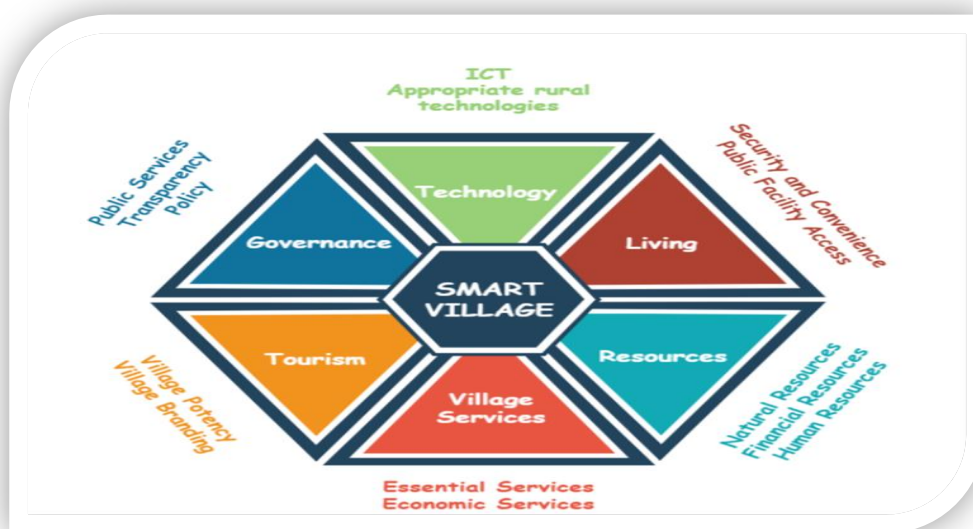 ICT
Appropriate rural
technologies
Public Services
Transparency
Policy
Technology
Security and Convenience
Public Facility Access
Governance
Living
SMART
VILLAGE
Tourism
Resources
Village Potency
Village Branding
Village
Services
Natural Resources
Financial Resources
Human Resources
Essential Services
Economic Services